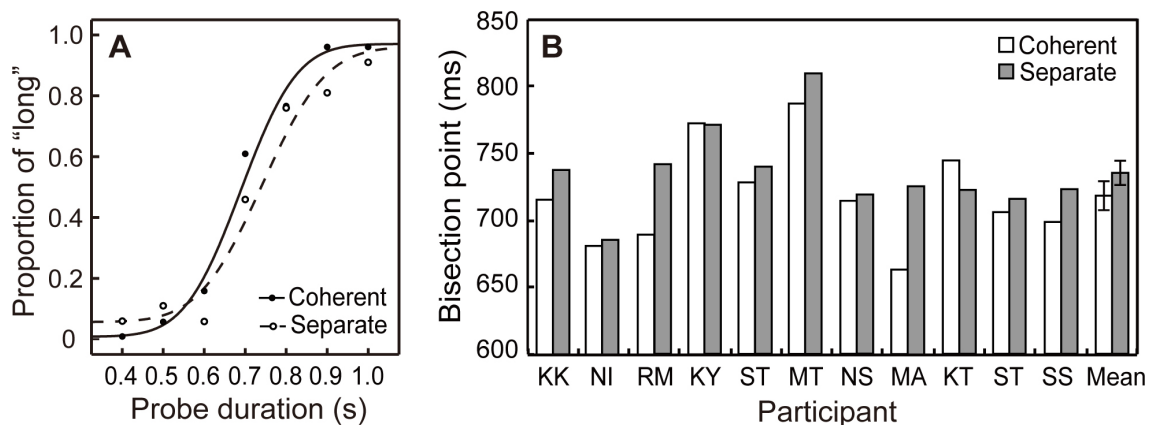 A
1.0
0.8
0.6
0.4
0.2
0
Proportion of “long”
Coherent
Separate
0.4 0.5 0.6 0.7 0.8 0.9 1.0
Probe duration (s)
B
850
800
750
700
650
600
Bisection point (ms)
Coherent
Separate
KK NI RM KY ST MT NS MA KT ST SS Mean
Participant